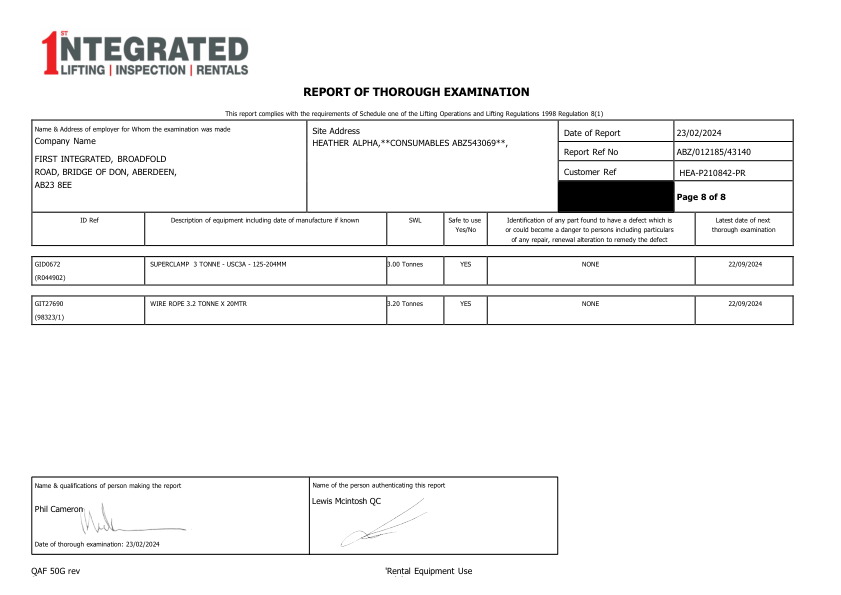 1ST INTEGRATED
LIFTING | INSPECTION | RENTALS
REPORT OF THOROUGH EXAMINATION
This report complies with the requirements of Schedule one of the Lifting Operations and Lifting Regulations 1998 Regulation 8(1)
Name & Address of employer for Whom the examination was made
Company Name
FIRST INTEGRATED, BROADFOLD
ROAD, BRIDGE OF DON, ABERDEEN,
AB23 8EE
Site Address
HEATHER ALPHA,**CONSUMABLES ABZ543069**,
Date of Report 23/02/2024
Report Ref No ABZ/012185/43140
Customer Ref HEA-P210842-PR
Page 8 of 8
ID Ref
Description of equipment including date of manufacture if known
SWL
Safe to use
Yes/No
Identification of any part found to have a defect which is
or could become a danger to persons including particulars
of any repair, renewal alteration to remedy the defect
Latest date of next
thorough examination
GID0672 SUPERCLAMP 3 TONNE - USC3A - 125-204MM 3.00 Tonnes YES NONE 22/09/2024
(R044902)
GIT27690 WIRE ROPE 3.2 TONNE X 20MTR 3.20 Tonnes YES NONE 22/09/2024
(98323/1)
Name & qualifications of person making the report
Phil Cameron
Date of thorough examination: 23/02/2024
Name of the person authenticating this report
Lewis Mcintosh QC
QAF 50G rev
'Rental Equipment Use